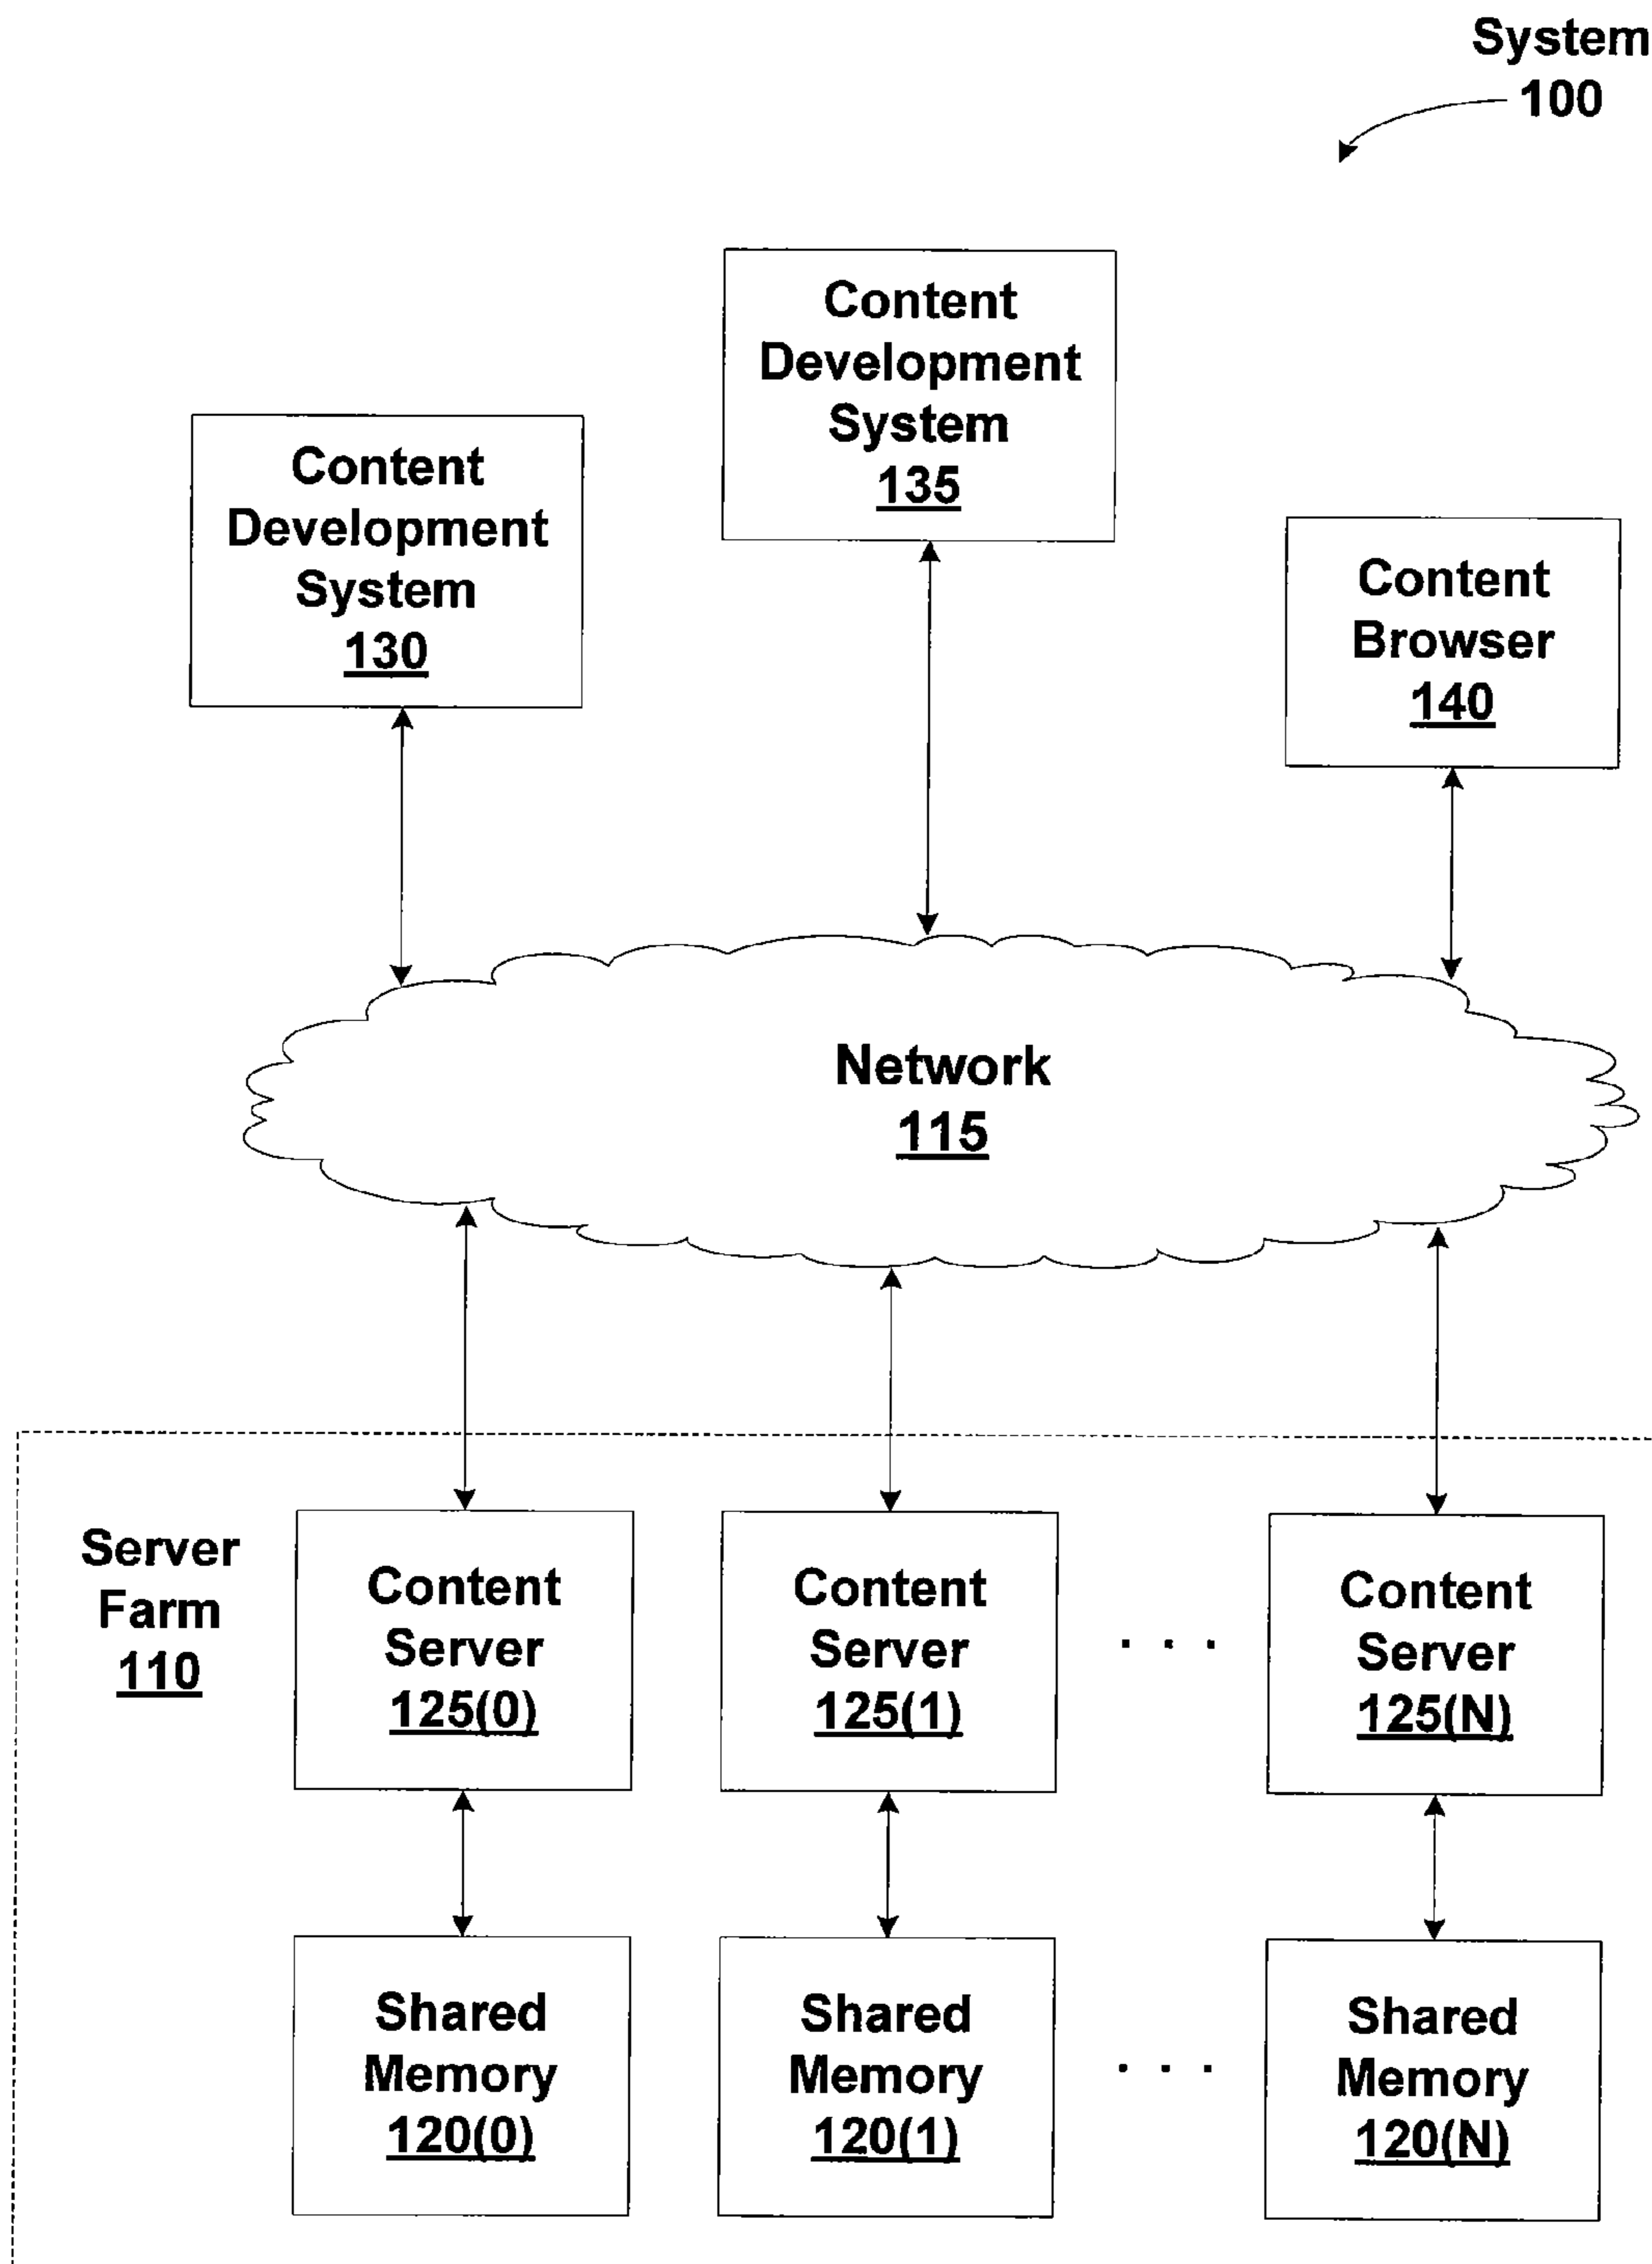 System
100
Content
Development
System
135
Content
Development
System
130
Content
Browser
140
Network
115
Server
Farm
110
Content
Server
125(0)
Content
Server
125(1)
. . .
Content
Server
125(N)
Shared
Memory
120(0)
Shared
Memory
120(1)
. . .
Shared
Memory
120(N)